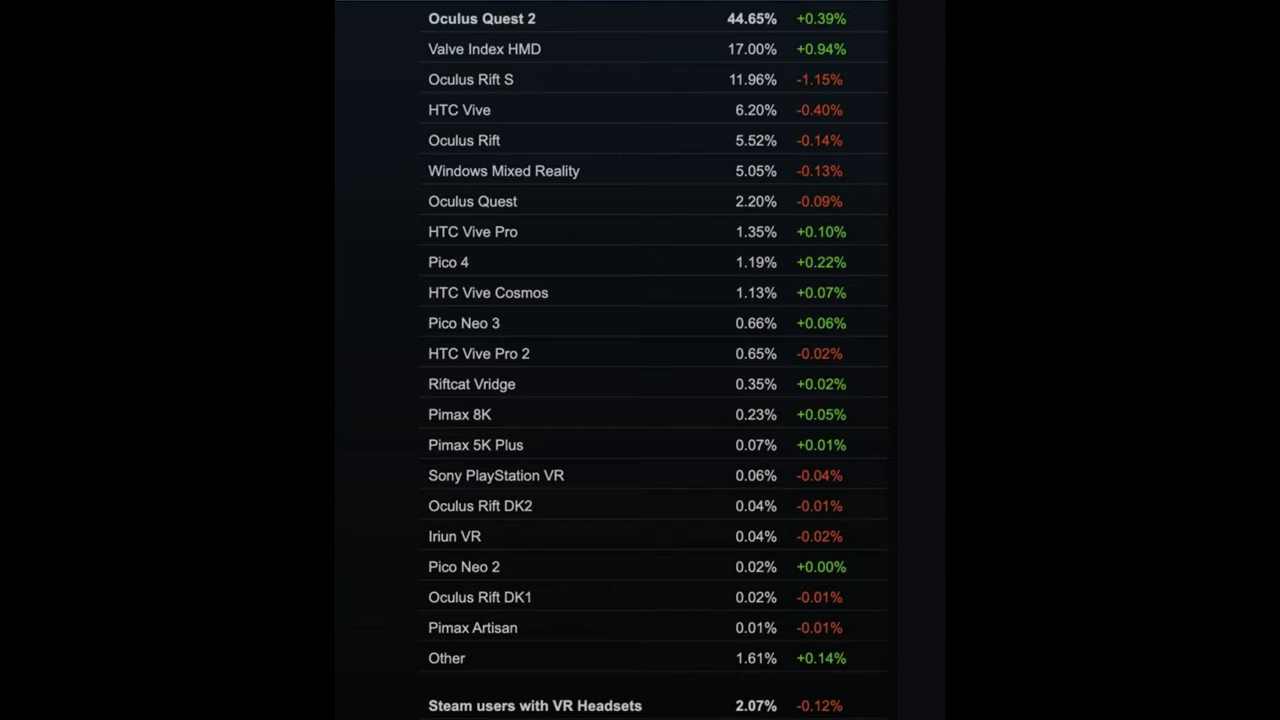 Oculus Quest 2 44.65% +0.39%
Valve Index HMD 17.00% +0.94%
Oculus Rift S 11.96% -1.15%
HTC Vive 6.20% -0.40%
Oculus Rift 5.52% -0.14%
Windows Mixed Reality 5.05% -0.13%
Oculus Quest 2.20% -0.09%
HTC Vive Pro 1.35% +0.10%
Pico 4 1.19% +0.22%
HTC Vive Cosmos 1.13% +0.07%
Pico Neo 3 0.66% +0.06%
HTC Vive Pro 2 0.65% -0.02%
Riftcat Vridge 0.35% +0.02%
Pimax 8K 0.23% +0.05%
Pimax 5K Plus 0.07% +0.01%
Sony PlayStation VR 0.06% -0.04%
Oculus Rift DK2 0.04% -0.01%
Iriun VR 0.04% -0.02%
Pico Neo 2 0.02% +0.00%
Oculus Rift DK1 0.02% -0.01%
Pimax Artisan 0.01% -0.01%
Other 1.61% +0.14%
Steam users with VR Headsets 2.07% -0.12%